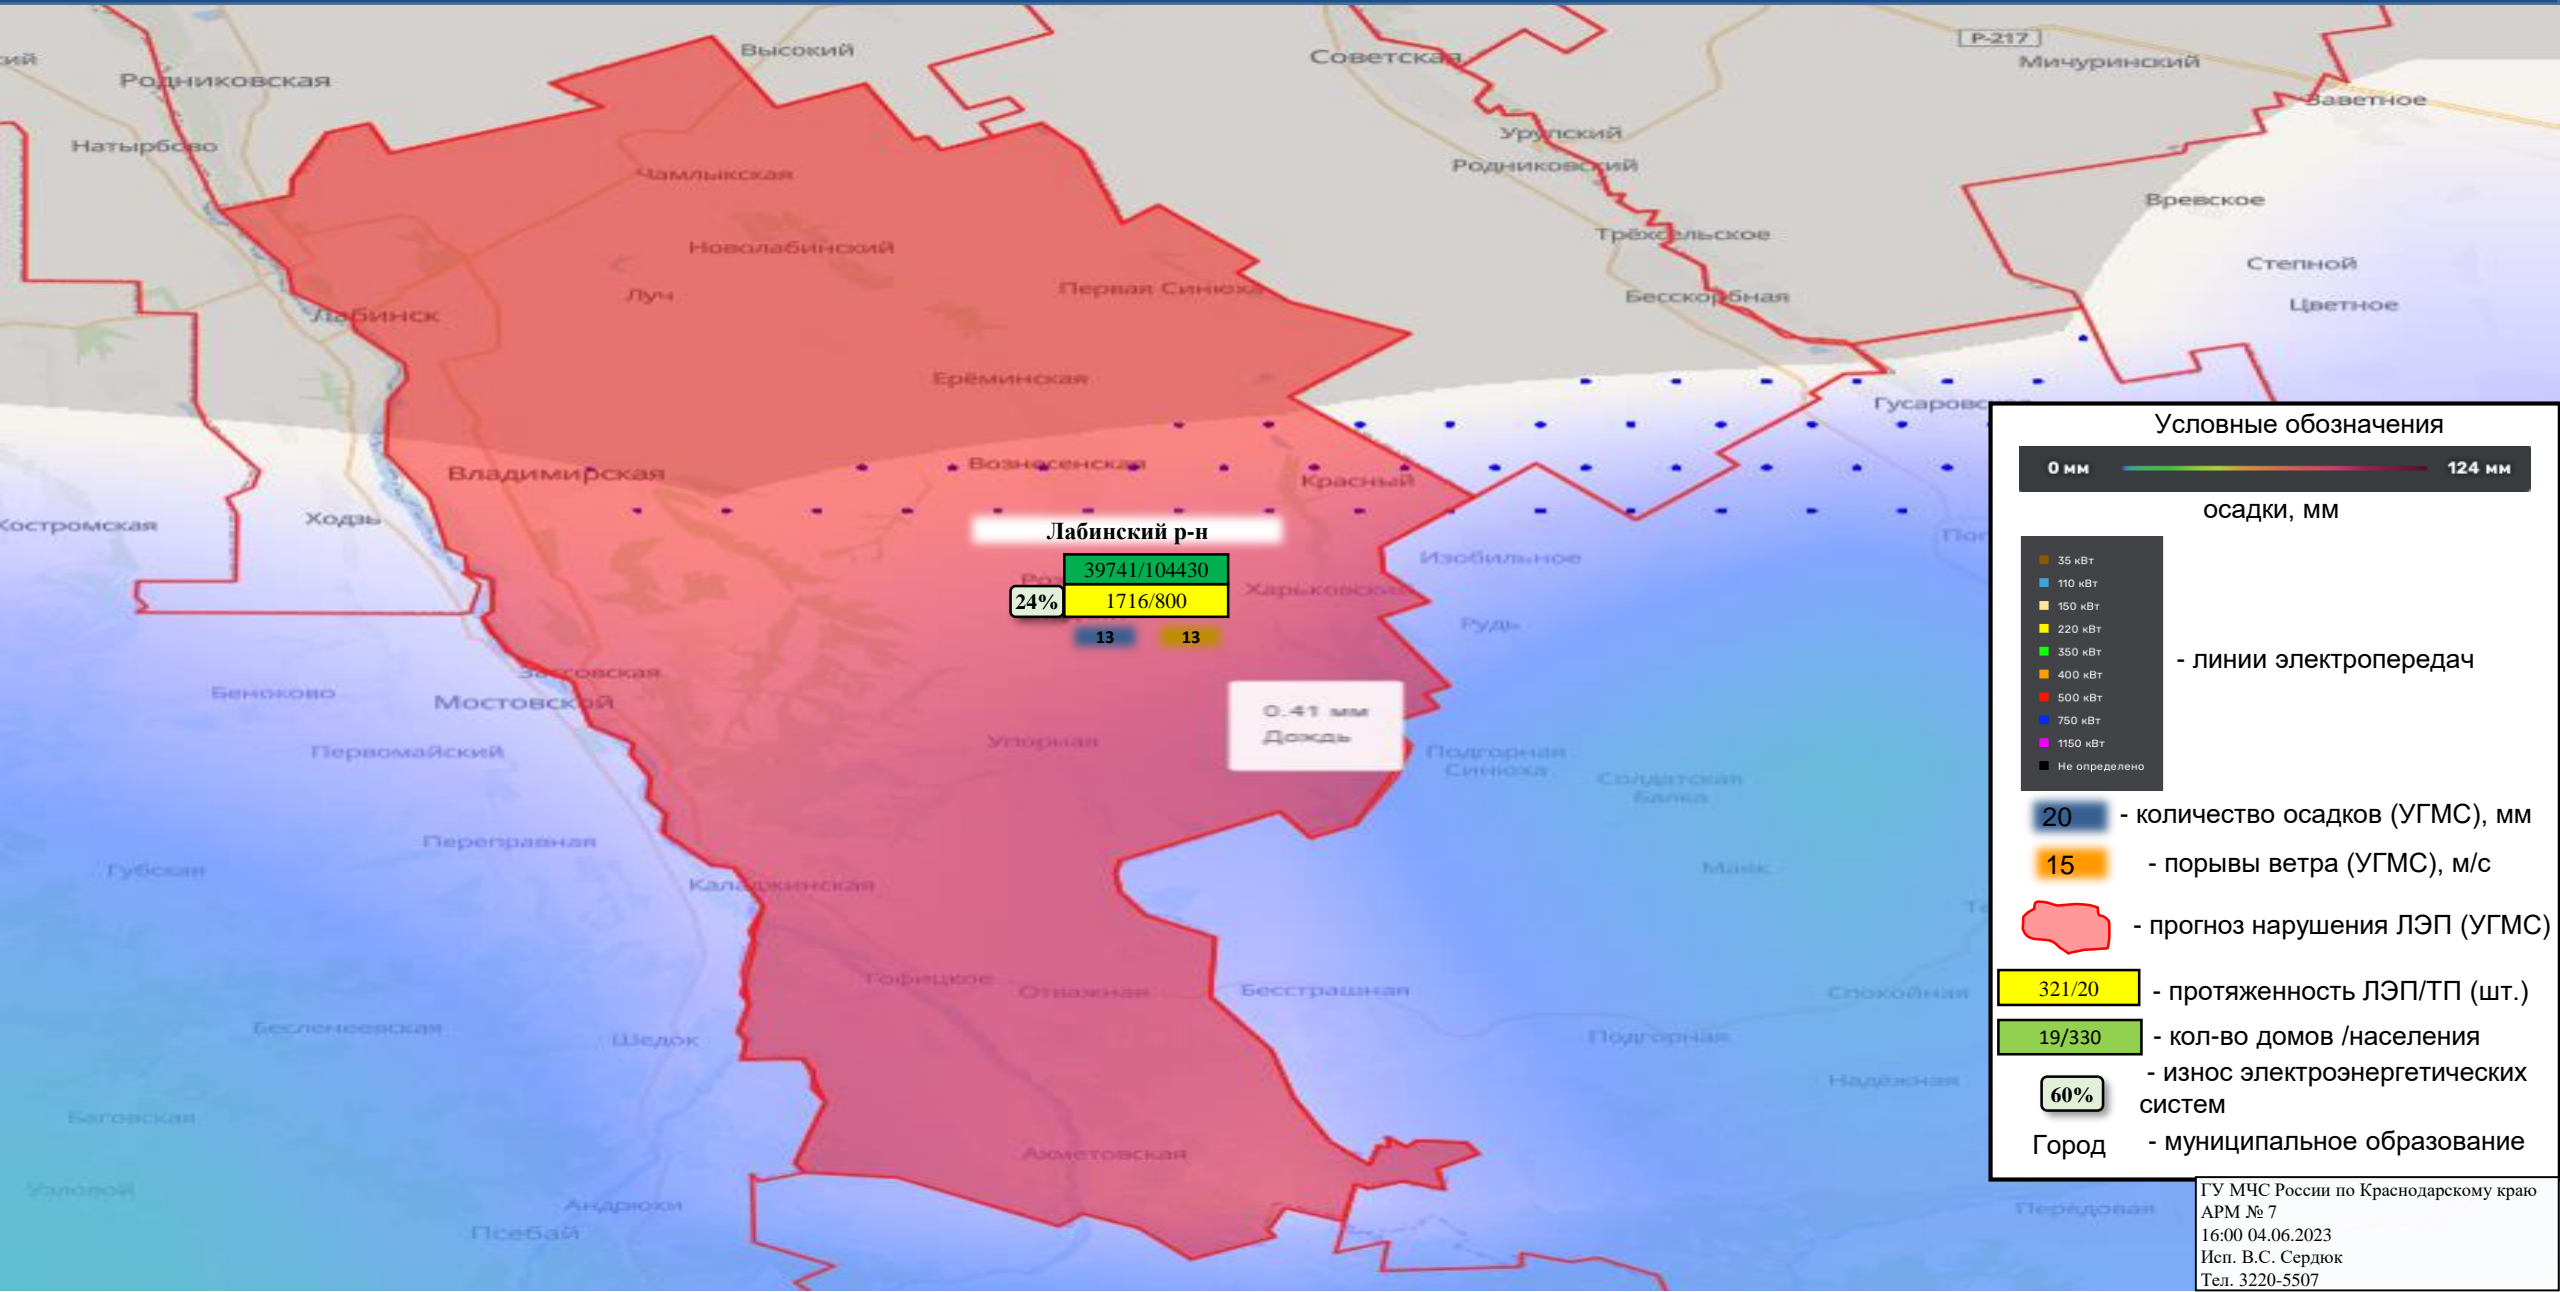 Высокий
Советская
Р-217
Мичуринский
Родниковская
Заветное
Натырбово
Урупский
Родниковский
Чамлыкская
Вревское
Новолабинский
Трёхсельское
Степной
Луч
Первая Синюха
Бесскорбная
Цветное
Лабинск
Ерёминская
Владимирская
Вознесенская
Красный
Костромская
Ходзь
Лабинский р-н
39741/104430
24%
1716/800
13 13
Изобильное
Харьковский
Рудь
Зассовская
Беноково
Мостовской
0.41 мм
Дождь
Первомайский
Упорная
Подгорная
Синюха
Солдатская
Балка
Переправная
Губская
Каладжинская
Маяк
Гофицкое
Отважная
Бесстрашная
Спокойная
Бесленеевская
Шедок
Подгорная
Надёжная
Баговская
Ахметовская
Узловой
Андрюки
Псебай
Передовая
Условные обозначения
0 мм 124 мм
осадки, мм
35 кВт
110 кВт
150 кВт
220 кВт
350 кВт
400 кВт
500 кВт
750 кВт
1150 кВт
Не определено
- линии электропередач
20 - количество осадков (УГМС), мм
15 - порывы ветра (УГМС), м/с
- прогноз нарушения ЛЭП (УГМС)
321/20 - протяженность ЛЭП/ТП (шт.)
19/330 - кол-во домов /населения
60% - износ электроэнергетических
систем
Город - муниципальное образование
ГУ МЧС России по Краснодарскому краю
АРМ № 7
16:00 04.06.2023
Исп. В.С. Сердюк
Тел. 3220-5507